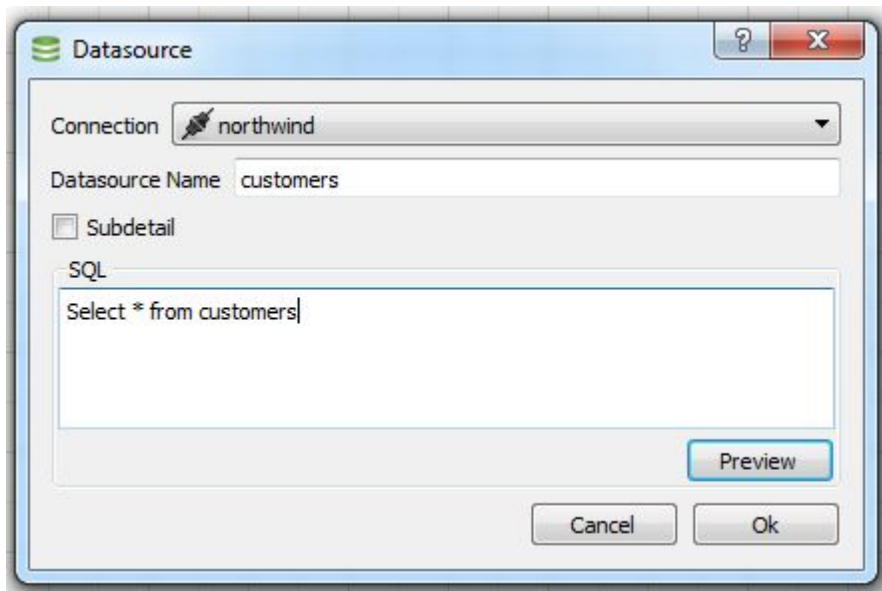 Datasource
Connection northwind
Datasource Name customers
Subdetail
SQL
Select * from customers
Preview
Cancel Ok